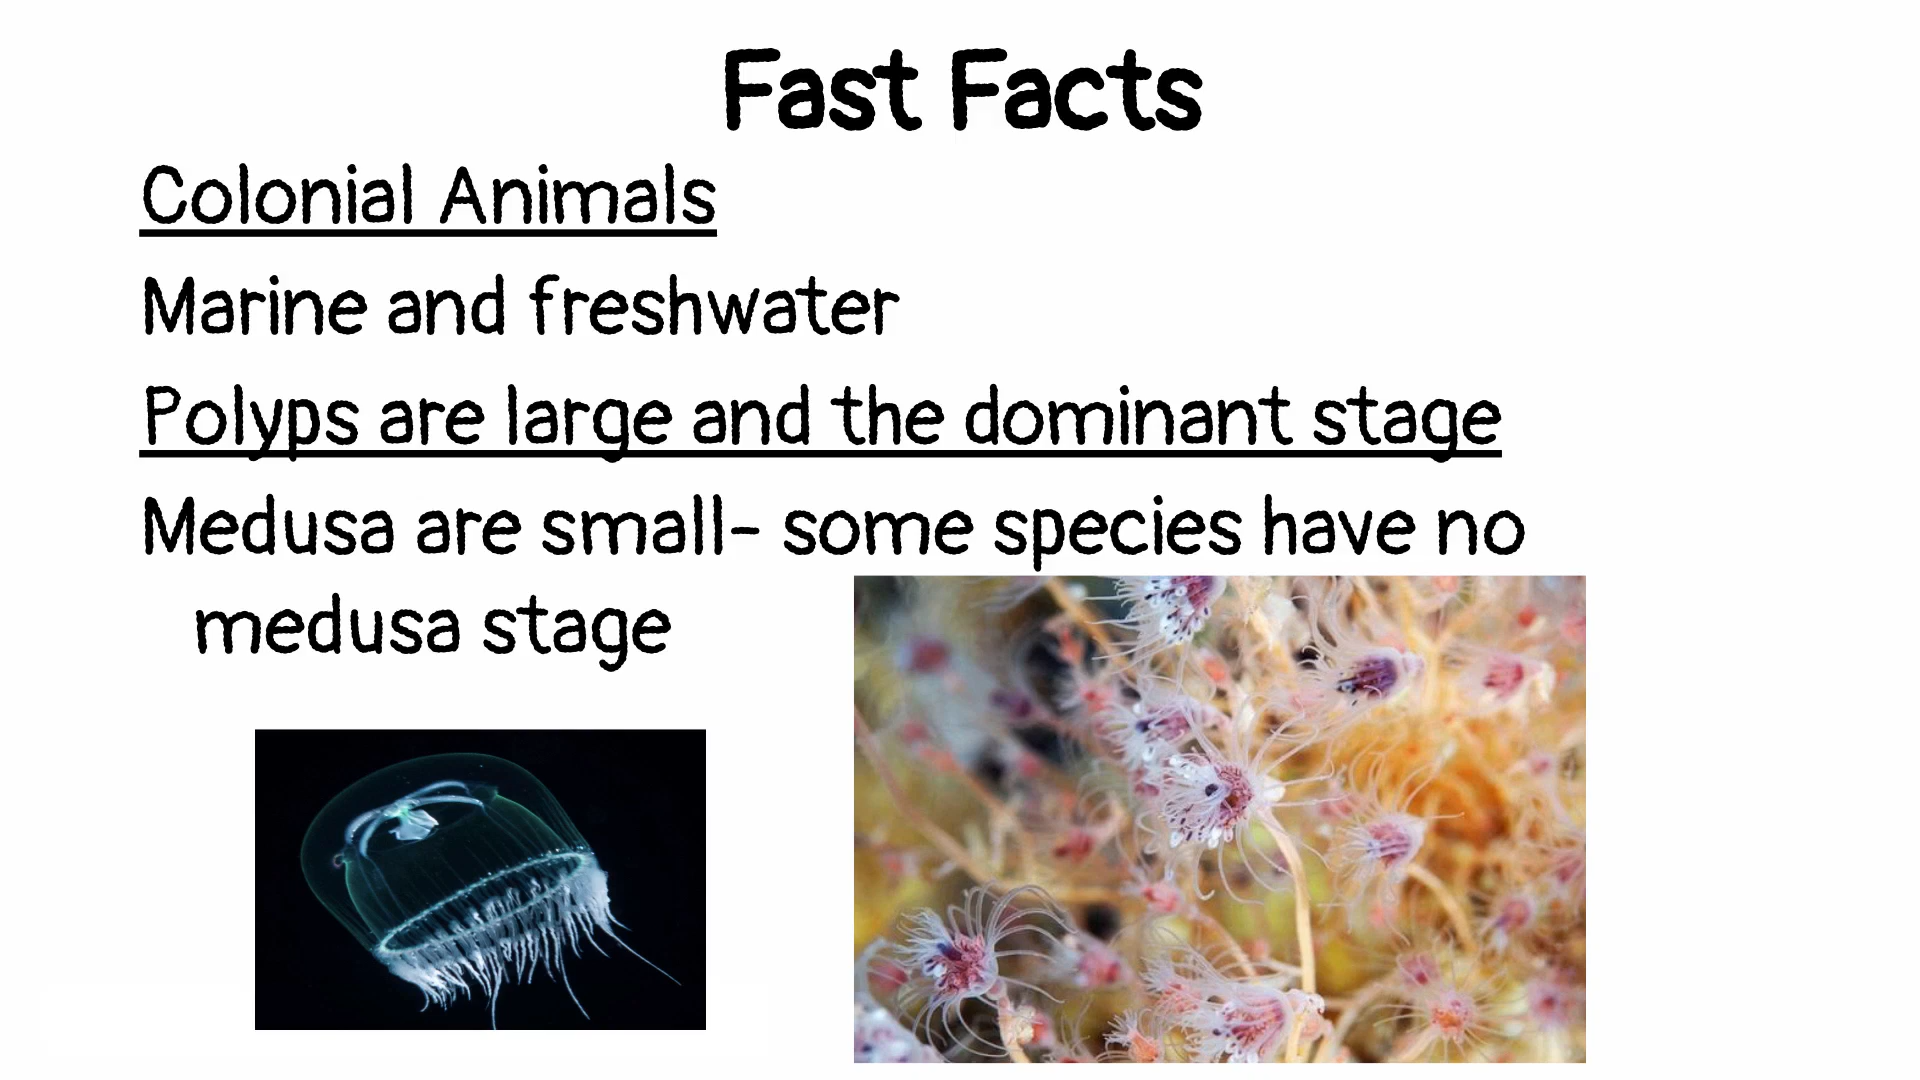 Fast Facts
Colonial Animals
Marine and freshwater
Polyps are large and the dominant stage
Medusa are small- some species have no
medusa stage